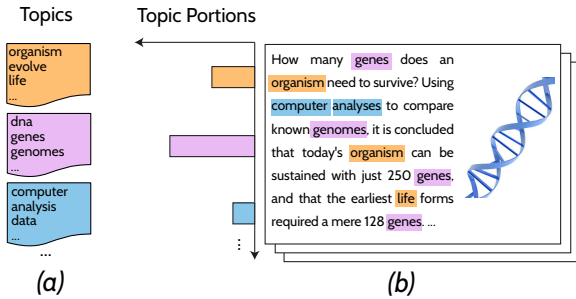 Topics
organism
evolve
life
...
dna
genes
genomes
...
computer
analysis
data
...
...
(a)
Topic Portions
...
How many genes does an
organism need to survive? Using
computer analyses to compare
known genomes, it is concluded
that today's organism can be
sustained with just 250 genes,
and that the earliest life forms
required a mere 128 genes. ...
(b)